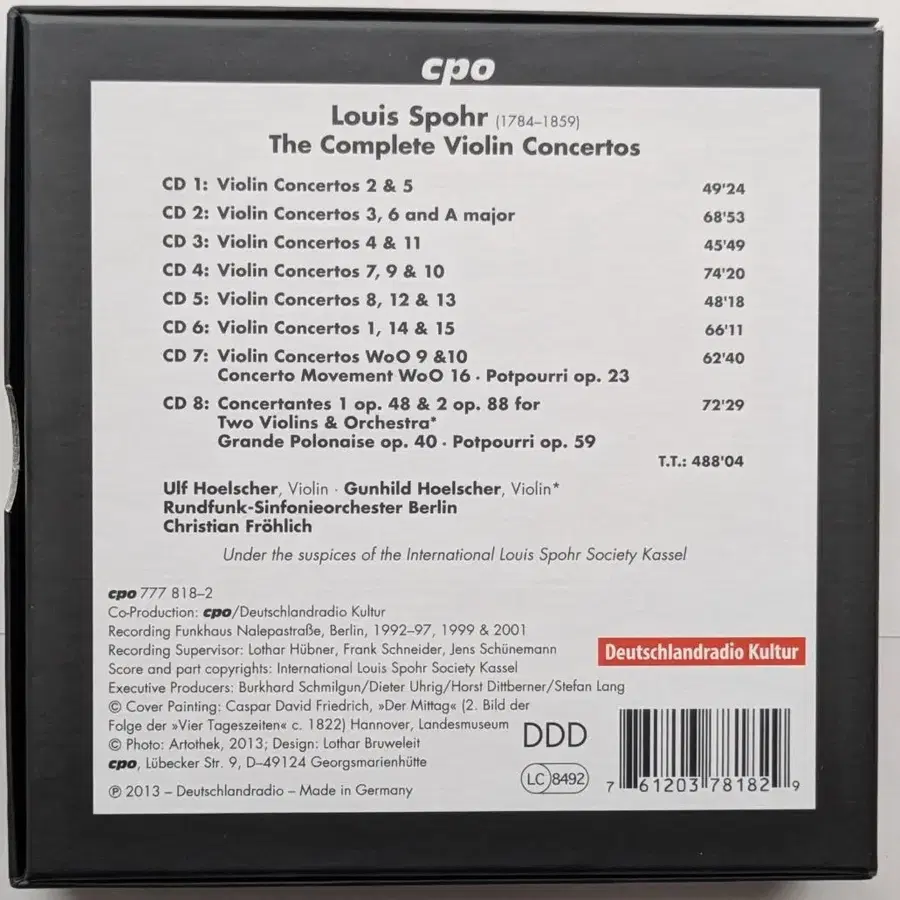 cpo
Louis Spohr (1784–1859)
The Complete Violin Concertos
CD 1: Violin Concertos 2 & 5 49'24
CD 2: Violin Concertos 3, 6 and A major 68'53
CD 3: Violin Concertos 4 & 11 45'49
CD 4: Violin Concertos 7, 9 & 10 74'20
CD 5: Violin Concertos 8, 12 & 13 48'18
CD 6: Violin Concertos 1, 14 & 15 66'11
CD 7: Violin Concertos WoO 9 &10 62'40
Concerto Movement WoO 16 · Potpourri op. 23
CD 8: Concertantes 1 op. 48 & 2 op. 88 for 72'29
Two Violins & Orchestra*
Grande Polonaise op. 40 · Potpourri op. 59
T.T.: 488'04
Ulf Hoelscher, Violin · Gunhild Hoelscher, Violin*
Rundfunk-Sinfonieorchester Berlin
Christian Fröhlich
Under the suspices of the International Louis Spohr Society Kassel
cpo 777 818–2
Co-Production: cpo/Deutschlandradio Kultur
Recording Funkhaus Nalepastraße, Berlin, 1992–97, 1999 & 2001
Recording Supervisor: Lothar Hübner, Frank Schneider, Jens Schünemann
Score and part copyrights: International Louis Spohr Society Kassel
Executive Producers: Burkhard Schmilgun/Dieter Uhrig/Horst Dittberner/Stefan Lang
© Cover Painting: Caspar David Friedrich, »Der Mittag« (2. Bild der
Folge der »Vier Tageszeiten« c. 1822) Hannover, Landesmuseum
© Photo: Artothek, 2013; Design: Lothar Bruweleit
cpo, Lübecker Str. 9, D–49124 Georgsmarienhütte
℗ 2013 – Deutschlandradio – Made in Germany
Deutschlandradio Kultur
DDD
LC 8492
7 61203 78182 9